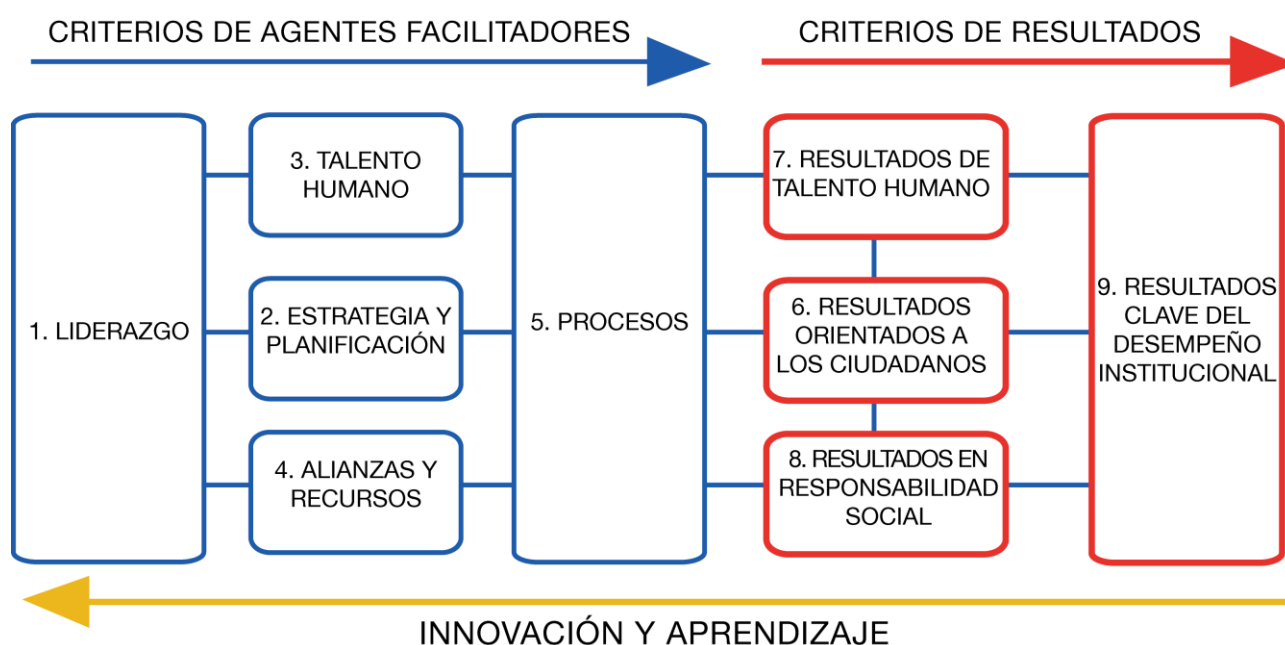 CRITERIOS DE AGENTES FACILITADORES
CRITERIOS DE RESULTADOS
1. LIDERAZGO
3. TALENTO
HUMANO
2. ESTRATEGIA Y
PLANIFICACIÓN
4. ALIANZAS Y
RECURSOS
5. PROCESOS
7. RESULTADOS DE
TALENTO HUMANO
6. RESULTADOS
ORIENTADOS A
LOS CIUDADANOS
8. RESULTADOS EN
RESPONSABILIDAD
SOCIAL
9. RESULTADOS
CLAVE DEL
DESEMPEÑO
INSTITUCIONAL
INNOVACIÓN Y APRENDIZAJE